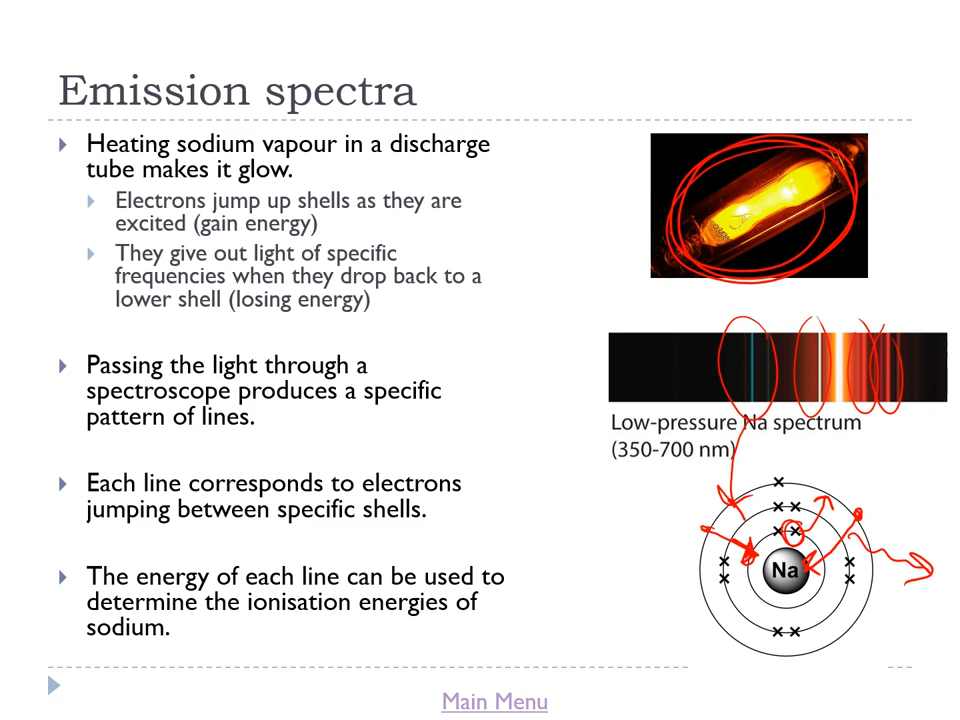 Emission spectra
Heating sodium vapour in a discharge
tube makes it glow.
Electrons jump up shells as they are
excited (gain energy)
They give out light of specific
frequencies when they drop back to a
lower shell (losing energy)
Passing the light through a
spectroscope produces a specific
pattern of lines.
Each line corresponds to electrons
jumping between specific shells.
The energy of each line can be used to
determine the ionisation energies of
sodium.
Low-pressure Na spectrum
(350-700 nm)
Na
Main Menu